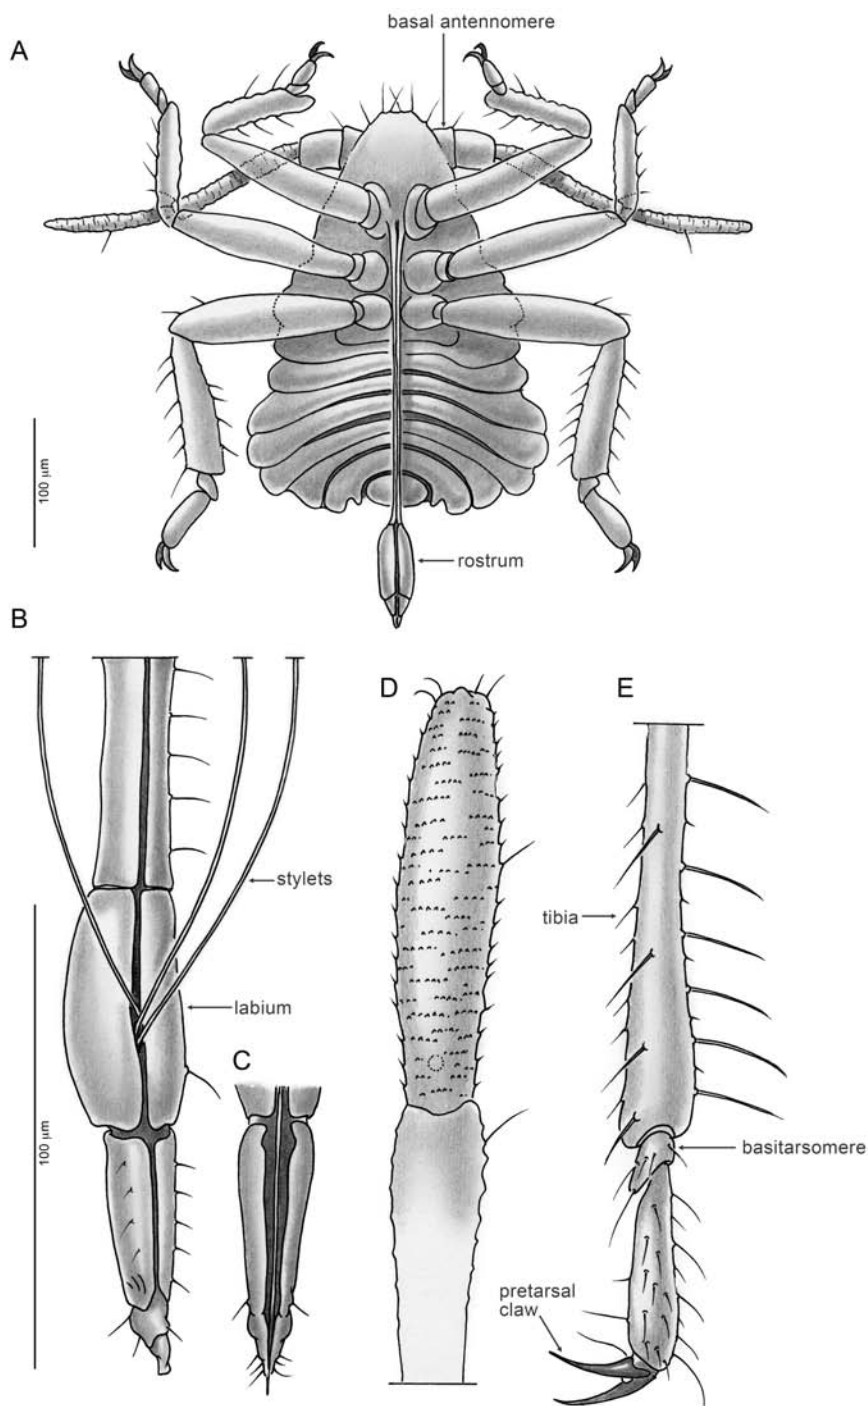 basal antennomere
A
100 µm
rostrum
B
D
E
stylets
tibia
labium
C
basitarsomere
100 µm
pretarsal
claw